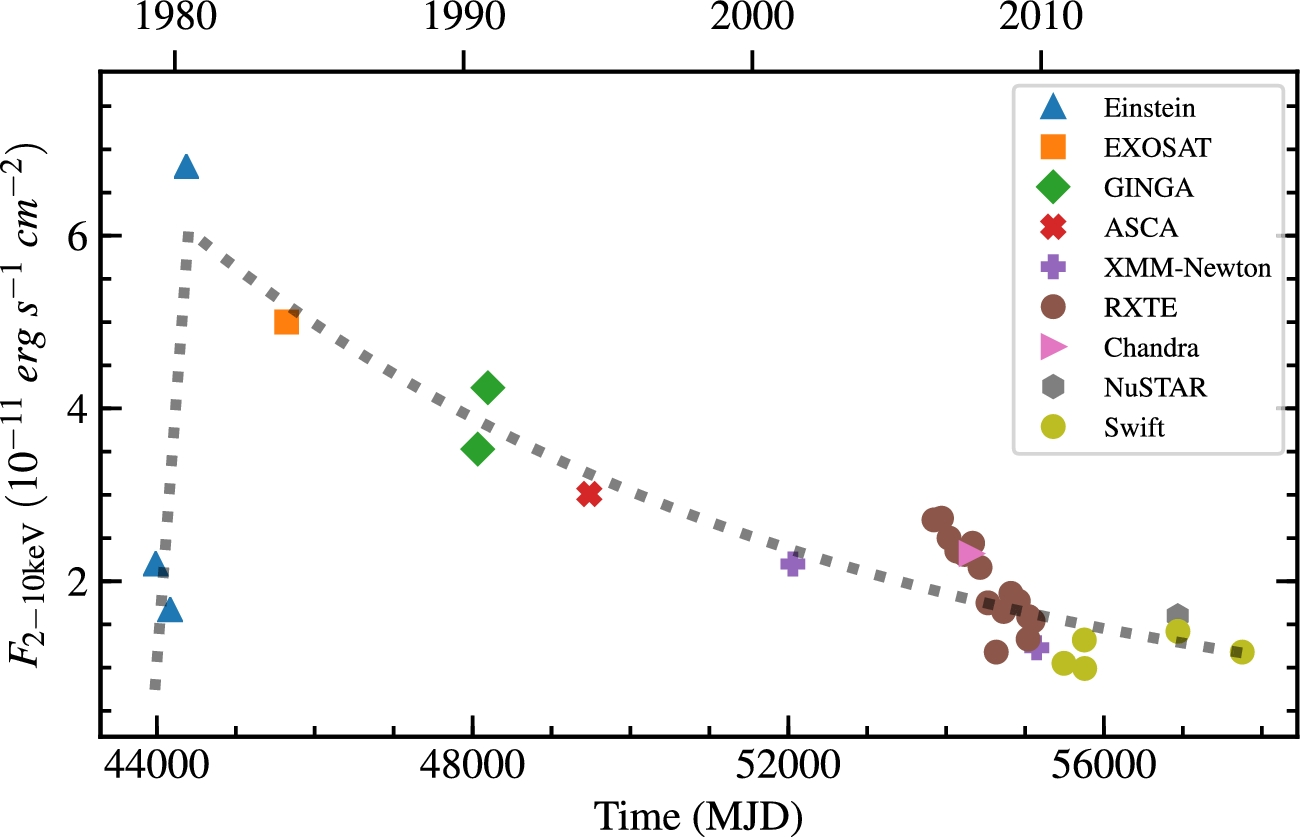 1980 1990 2000 2010
F2−10keV (10−11 erg s−1 cm−2)
6
4
2
Einstein
EXOSAT
GINGA
ASCA
XMM-Newton
RXTE
Chandra
NuSTAR
Swift
44000 48000 52000 56000
Time (MJD)